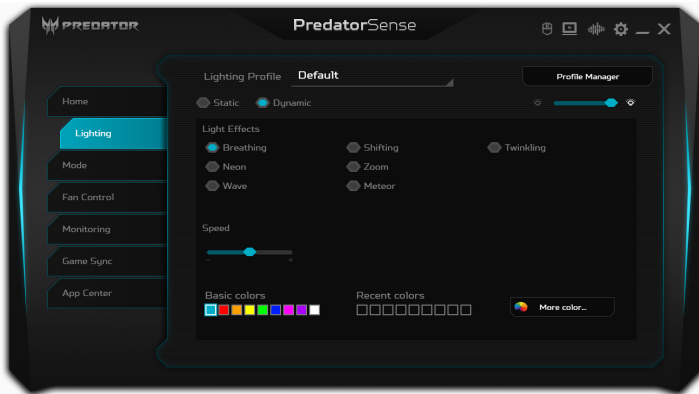 PREDATOR
PredatorSense
Lighting Profile Default
Profile Manager
Home
Lighting
Mode
Fan Control
Monitoring
Game Sync
App Center
Static Dynamic
Light Effects
Breathing Shifting Twinkling
Neon Zoom
Wave Meteor
Speed
- +
Basic colors Recent colors
More color...